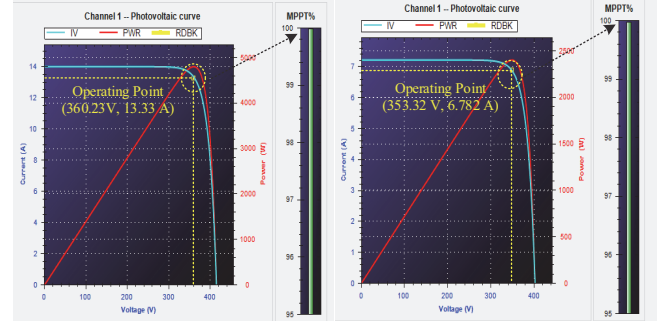 Channel 1 -- Photovoltaic curve
IV PWR RDBK
MPPT%
Operating Point
(360.23V, 13.33 A)
Current (A)
14
12
10
8
6
4
2
0
Power (W)
5000
4000
3000
2000
1000
0
0 100 200 300 400
Voltage (V)
100
99
98
97
96
95
Channel 1 -- Photovoltaic curve
IV PWR RDBK
MPPT%
Operating Point
(353.32 V, 6.782 A)
Current (A)
7
6
5
4
3
2
1
0
Power (W)
2500
2000
1500
1000
500
0
0 100 200 300 400
Voltage (V)
100
99
98
97
96
95